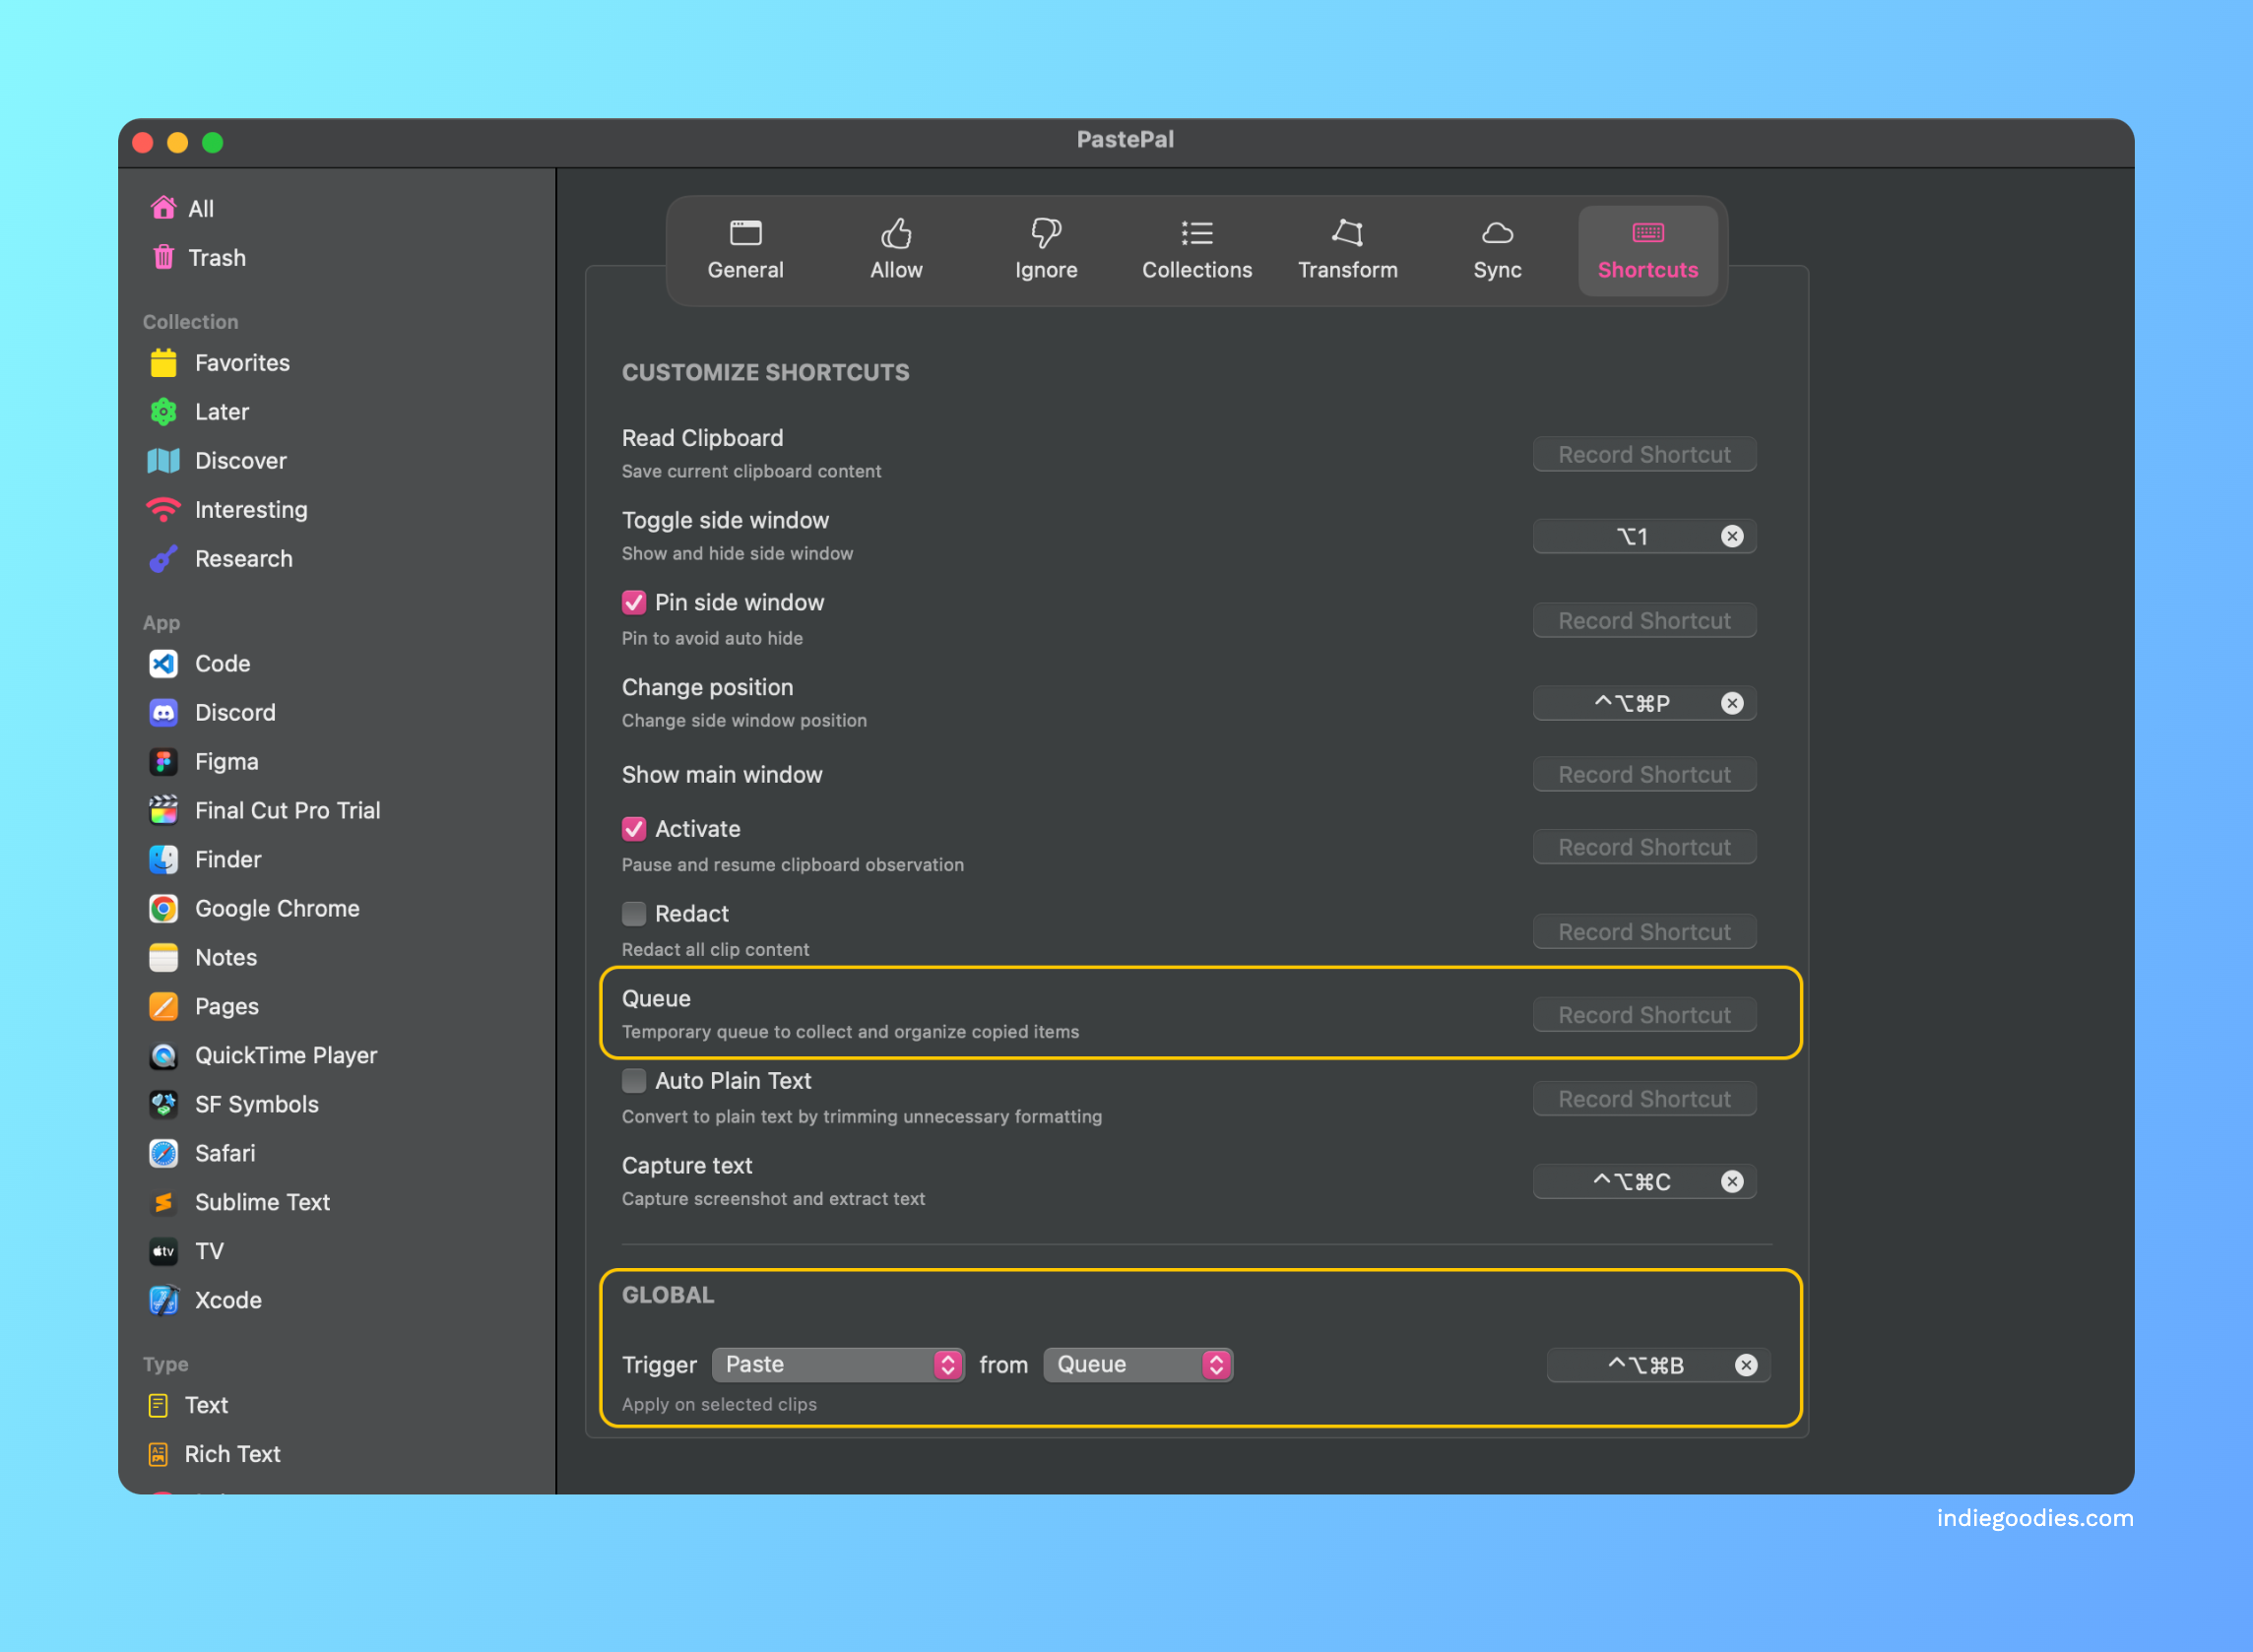 PastePal
All
Trash
Collection
Favorites
Later
Discover
Interesting
Research
App
Code
Discord
Figma
Final Cut Pro Trial
Finder
Google Chrome
Notes
Pages
QuickTime Player
SF Symbols
Safari
Sublime Text
tv TV
Xcode
Type
Text
Rich Text
General Allow Ignore Collections Transform Sync Shortcuts
CUSTOMIZE SHORTCUTS
Read Clipboard
Save current clipboard content
Record Shortcut
Toggle side window
Show and hide side window
⌥1
Pin side window
Pin to avoid auto hide
Record Shortcut
Change position
Change side window position
^⌥⌘P
Show main window
Record Shortcut
Activate
Pause and resume clipboard observation
Record Shortcut
Redact
Redact all clip content
Record Shortcut
Queue
Temporary queue to collect and organize copied items
Record Shortcut
Auto Plain Text
Convert to plain text by trimming unnecessary formatting
Record Shortcut
Capture text
Capture screenshot and extract text
^⌥⌘C
GLOBAL
Trigger Paste from Queue ^⌥⌘B
Apply on selected clips
indiegoodies.com